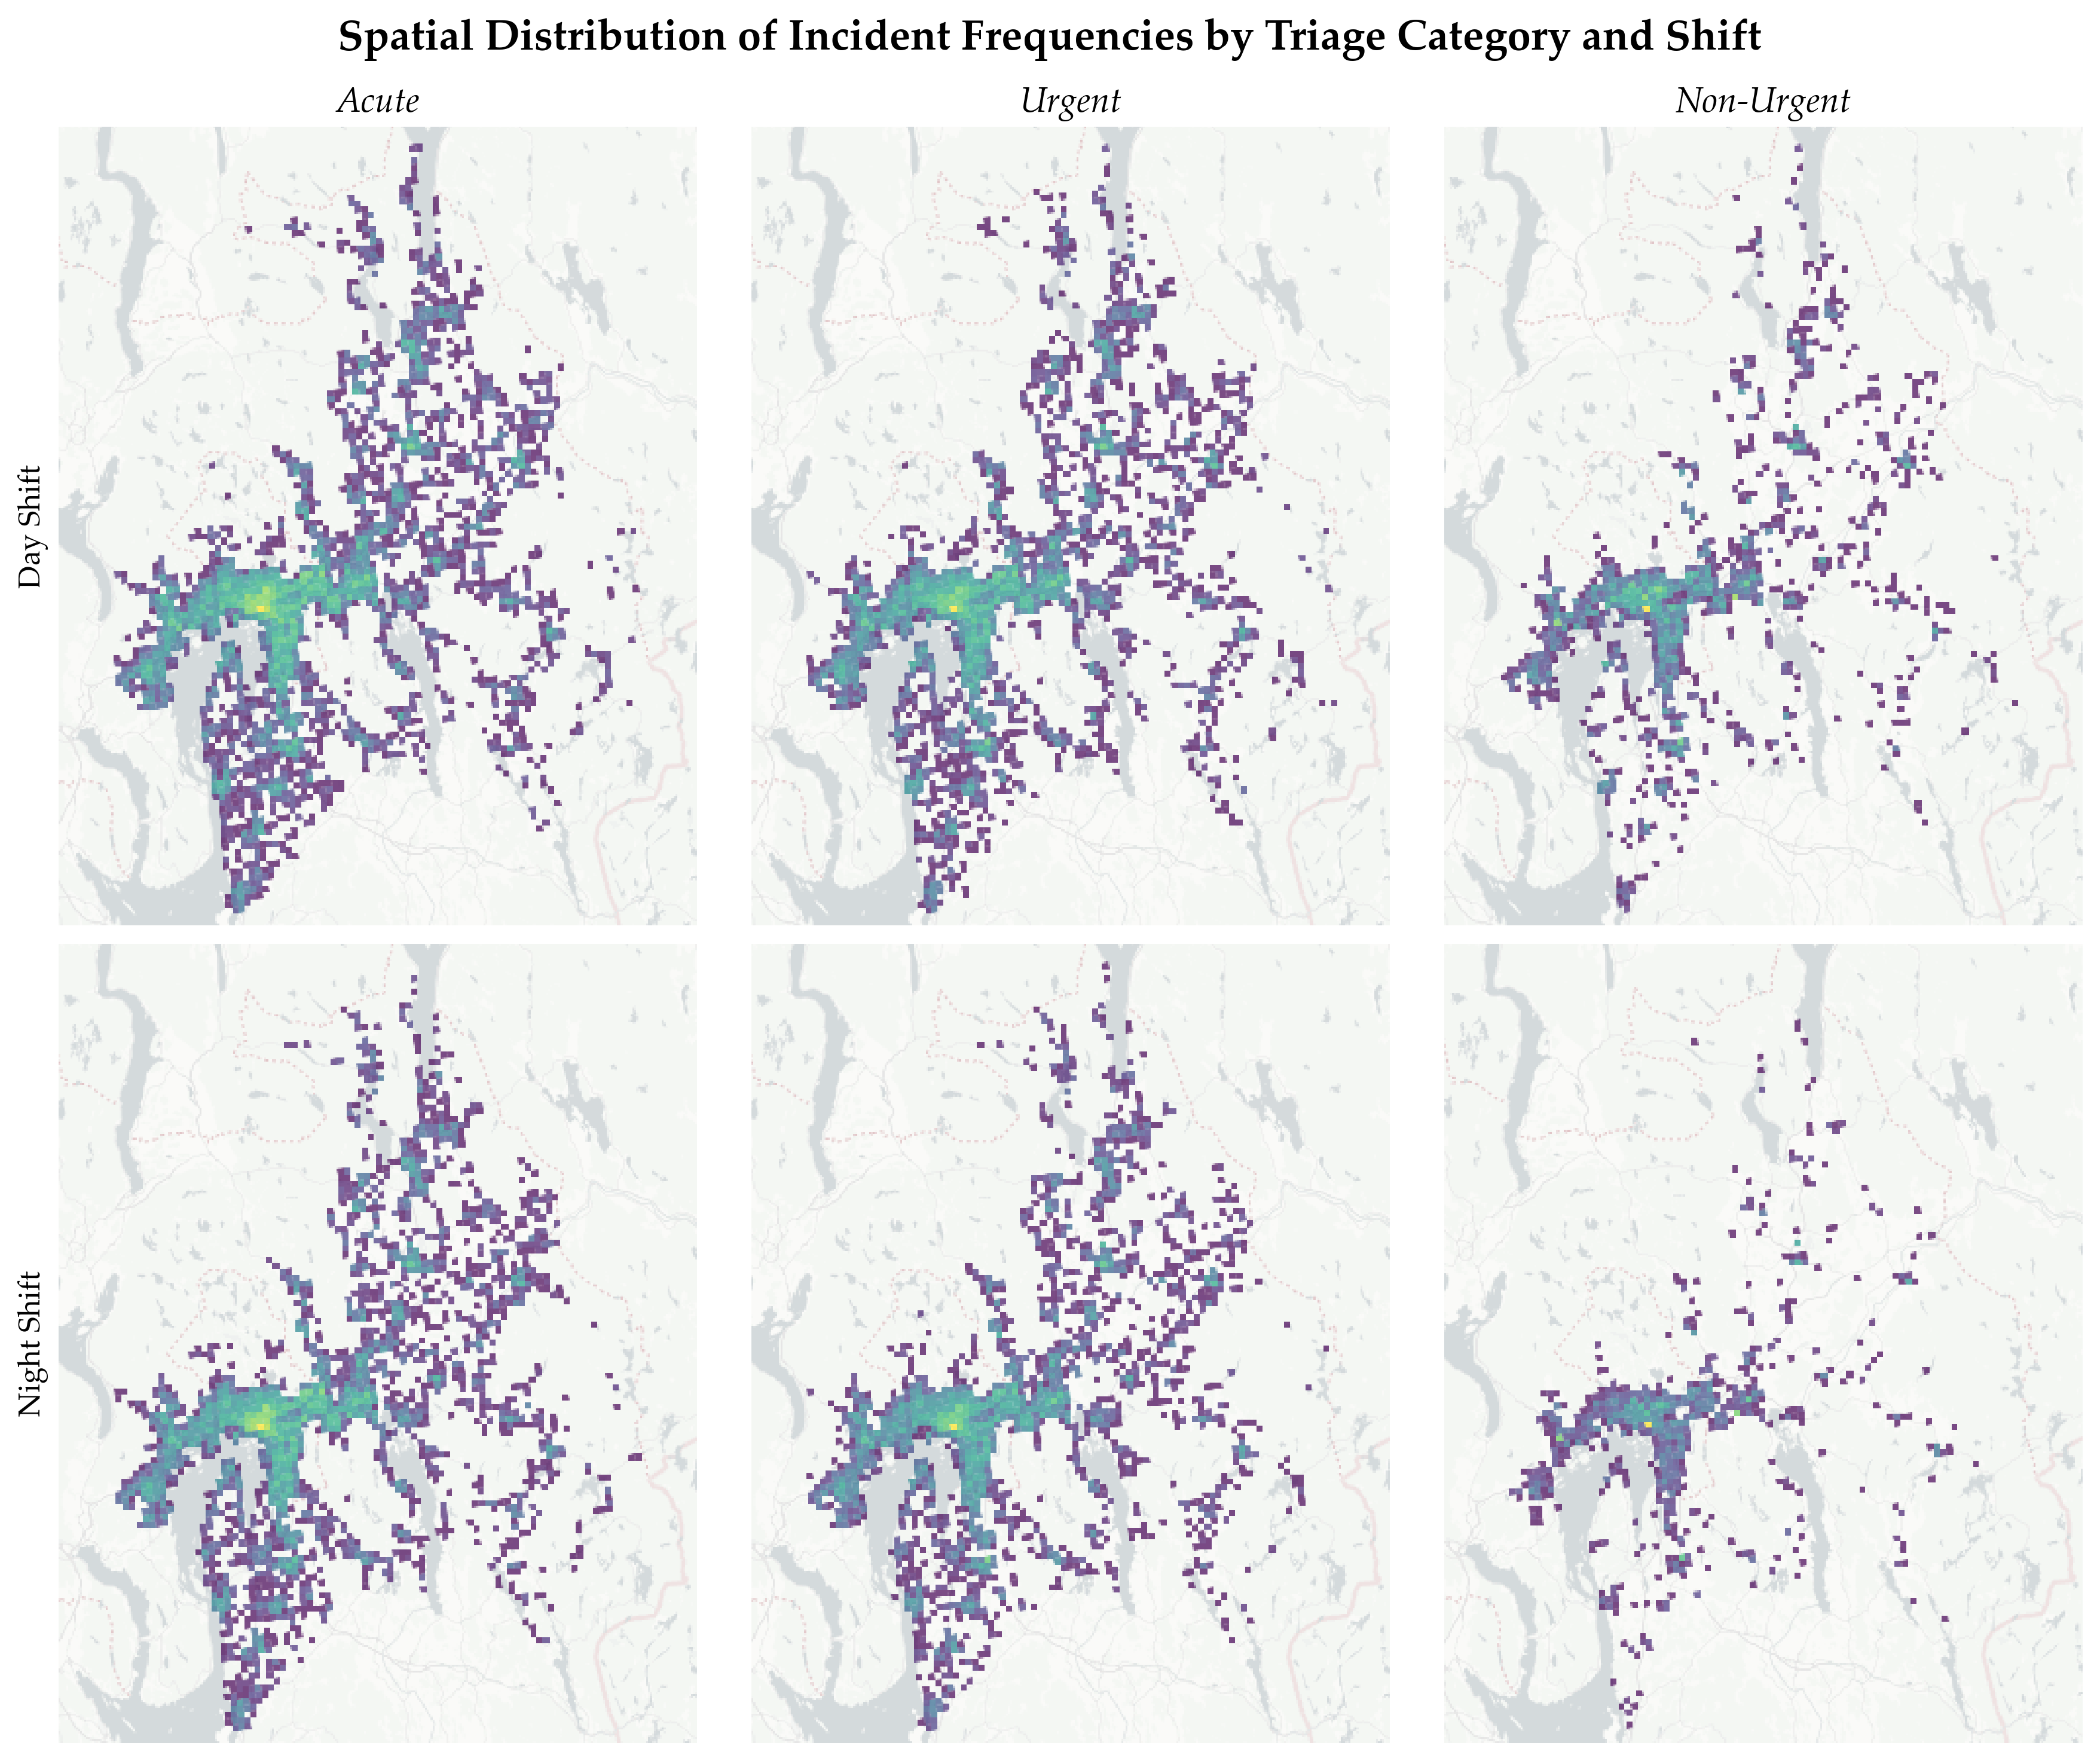 Spatial Distribution of Incident Frequencies by Triage Category and Shift
Acute
Urgent
Non-Urgent
Day Shift
Night Shift